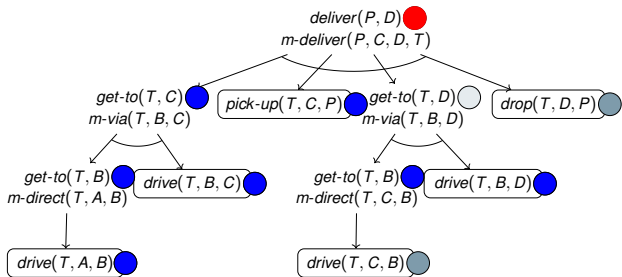 deliver(P, D)
m-deliver(P, C, D, T)
get-to(T, C)
m-via(T, B, C)
pick-up(T, C, P)
get-to(T, D)
m-via(T, B, D)
drop(T, D, P)
get-to(T, B)
m-direct(T, A, B)
drive(T, B, C)
get-to(T, B)
m-direct(T, C, B)
drive(T, B, D)
drive(T, A, B)
drive(T, C, B)